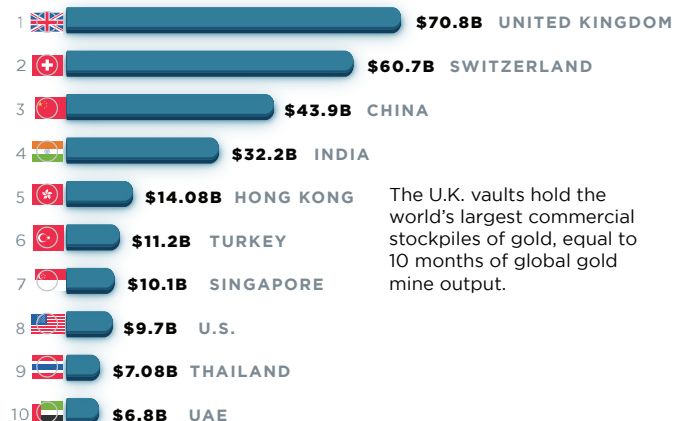 1 $70.8B UNITED KINGDOM
2 $60.7B SWITZERLAND
3 $43.9B CHINA
4 $32.2B INDIA
5 $14.08B HONG KONG
6 $11.2B TURKEY
7 $10.1B SINGAPORE
8 $9.7B U.S.
9 $7.08B THAILAND
10 $6.8B UAE
The U.K. vaults hold the
world’s largest commercial
stockpiles of gold, equal to
10 months of global gold
mine output.